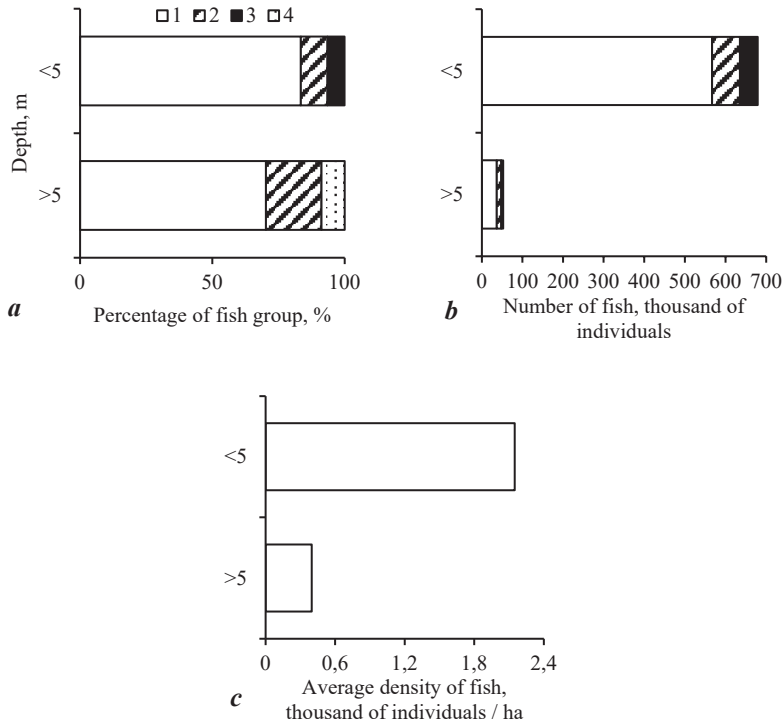 1 2 3 4
Depth, m
<5
>5
0 50 100
a Percentage of fish group, %
<5
>5
0 100 200 300 400 500 600 700
b Number of fish, thousand of
individuals
<5
>5
0 0,6 1,2 1,8 2,4
c Average density of fish,
thousand of individuals / ha